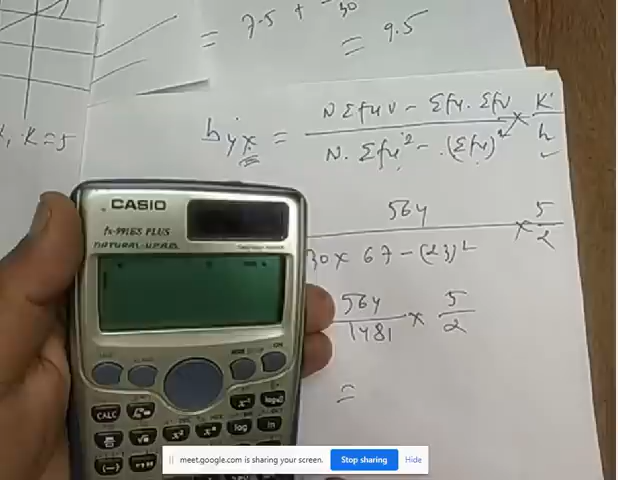 7.5 + 30
= 9.5
, K = 5
b y x = N Σfuv - Σfu. Σfv × K
N. Σfu² - (Σfu)² h
564 × 5
30 × 67 - (23)² 2
564 × 5
1481 2
=
CASIO
fx-991ES PLUS
NATURAL-V.P.A.M.
CALC
log
ln
meet.google.com is sharing your screen. Stop sharing Hide